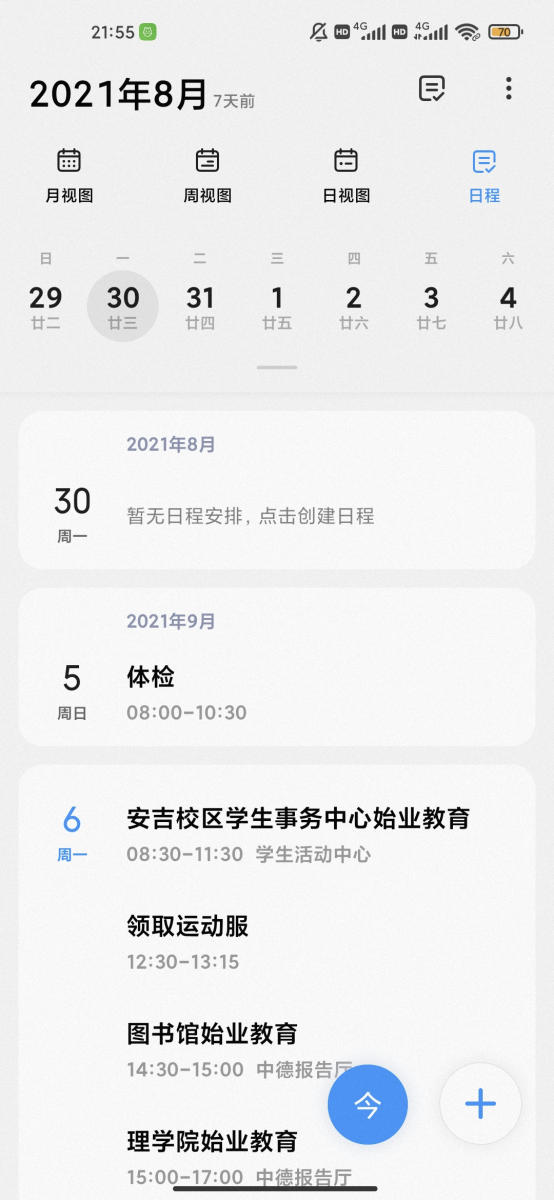 21:55
HD 4G HD 4G 70
2021年8月 7天前
月视图 周视图 日视图 日程
日 一 二 三 四 五 六
29 30 31 1 2 3 4
廿二 廿三 廿四 廿五 廿六 廿七 廿八
2021年8月
30
周一
暂无日程安排，点击创建日程
2021年9月
5
周日
体检
08:00-10:30
6
周一
安吉校区学生事务中心始业教育
08:30-11:30 学生活动中心
领取运动服
12:30-13:15
图书馆始业教育
14:30-15:00 中德报告厅
今
理学院始业教育
15:00-17:00 中德报告厅